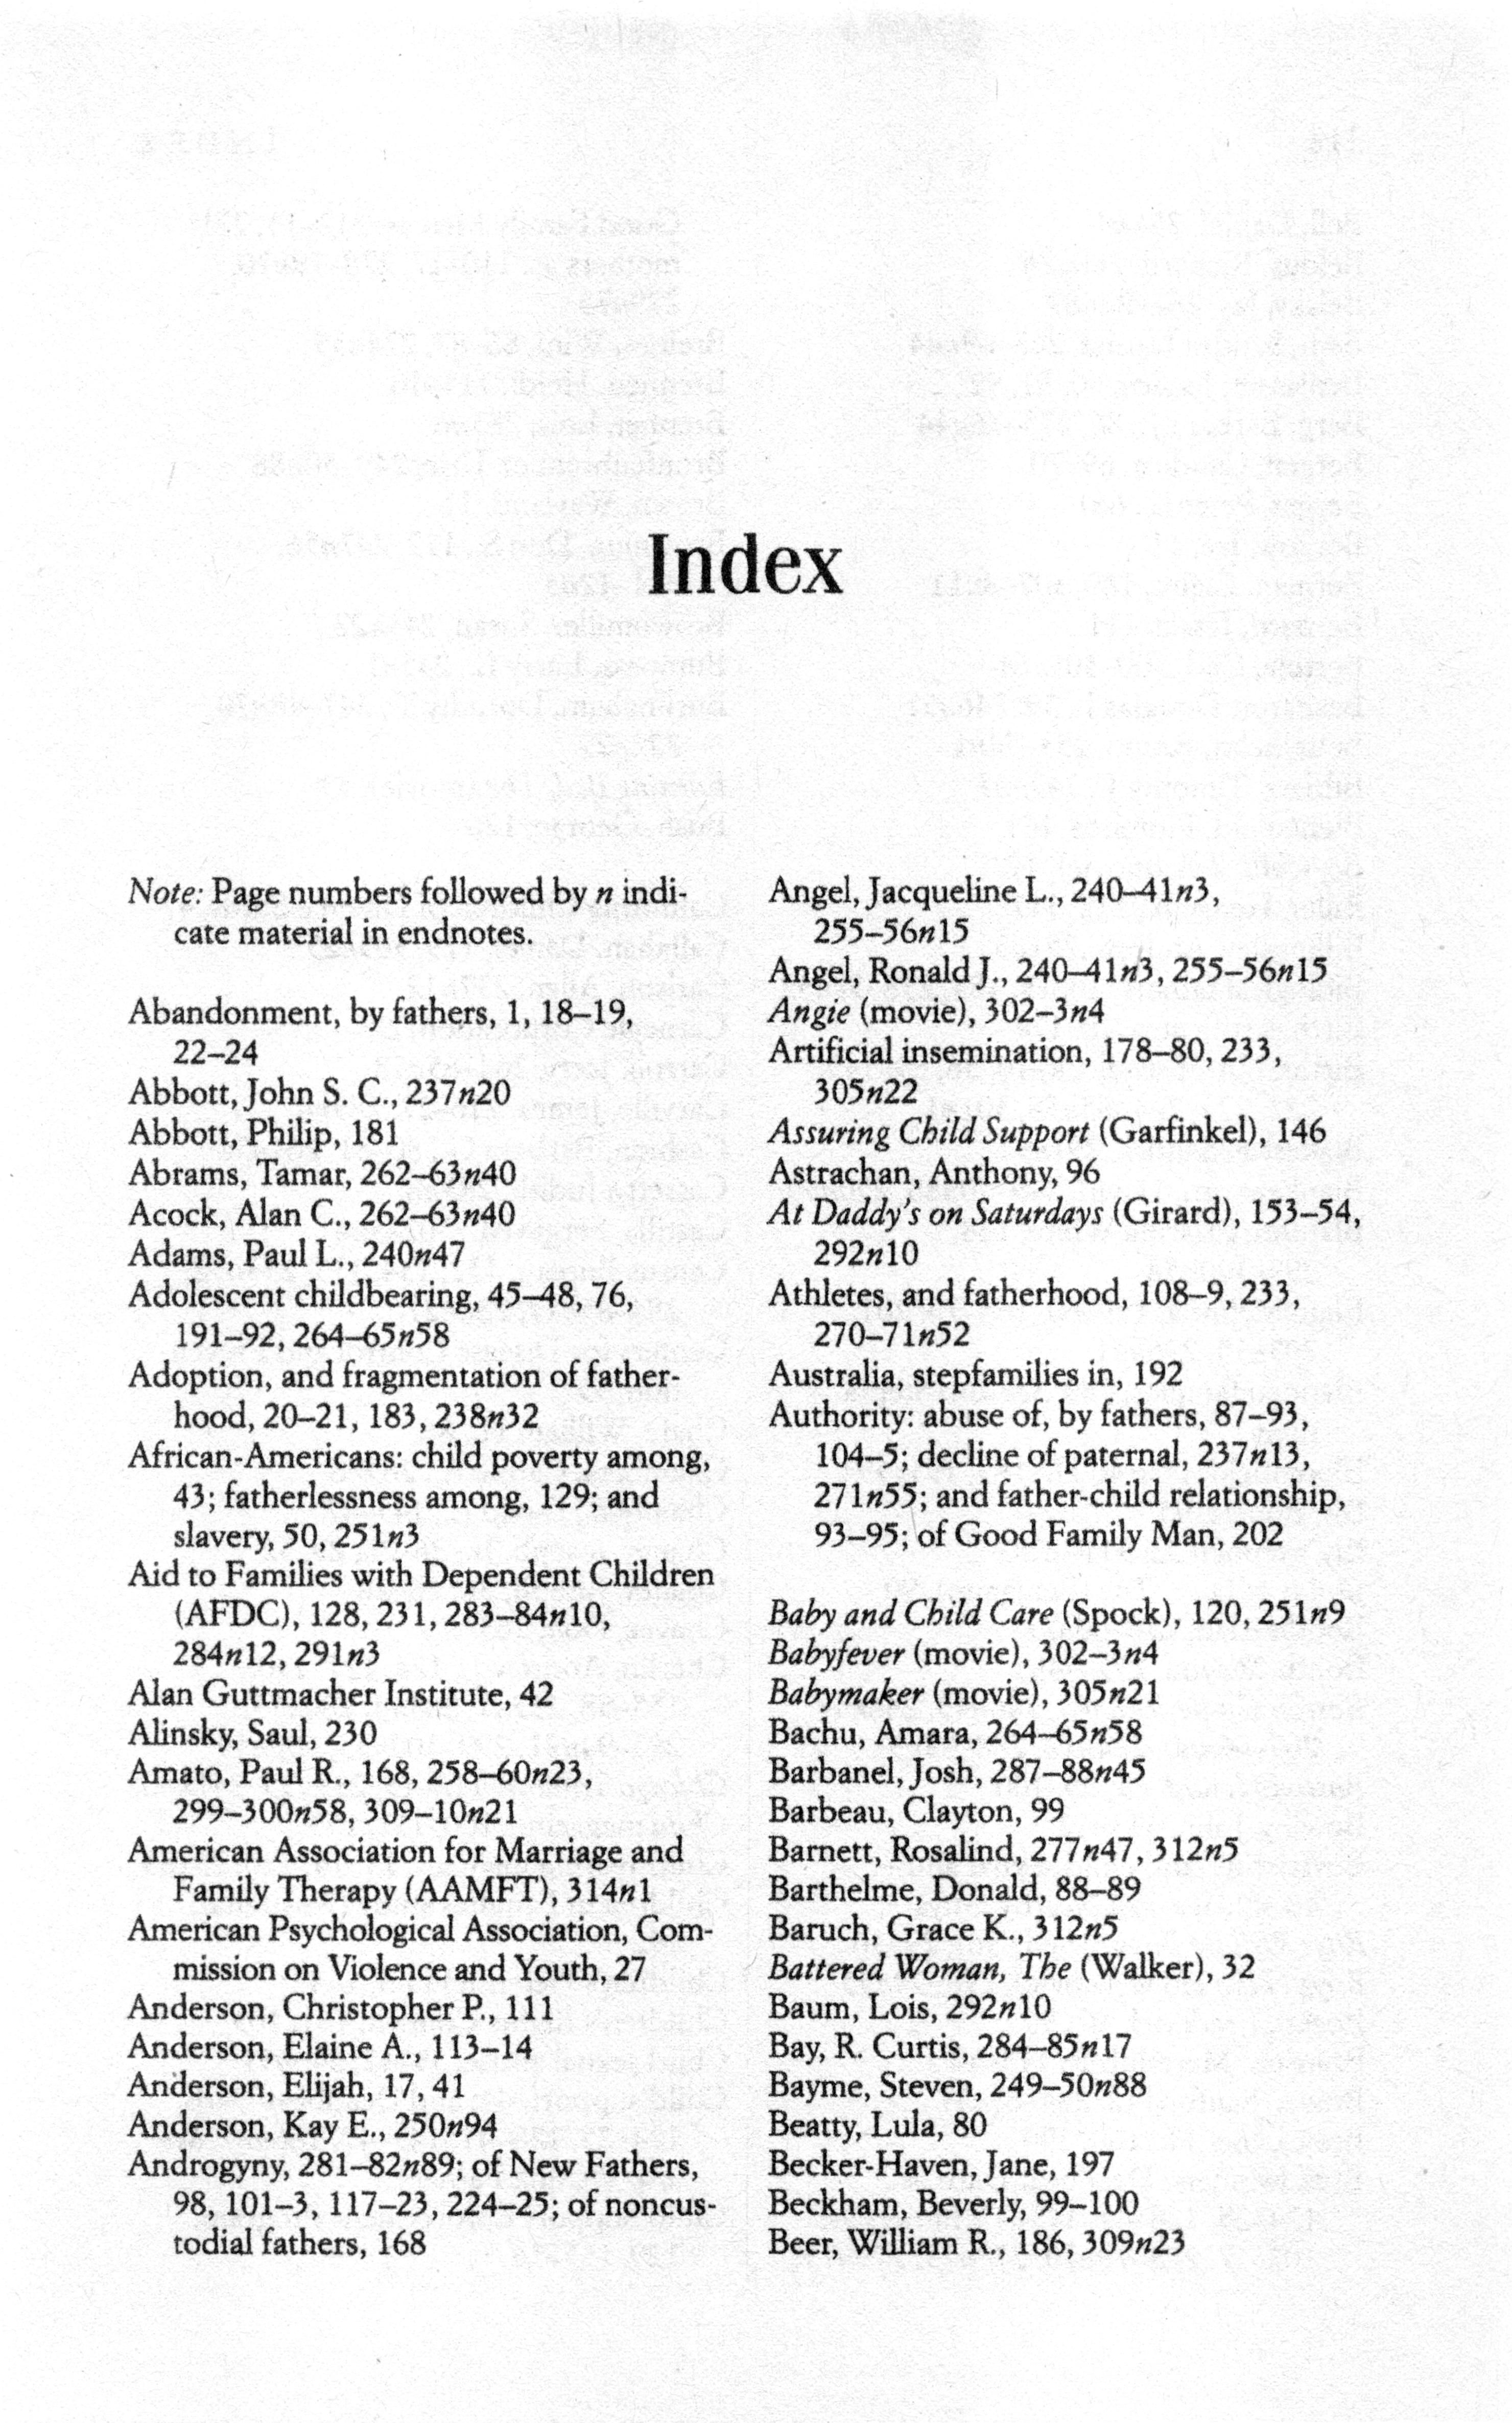 Index
Note: Page numbers followed by n indi-
cate material in endnotes.
Abandonment, by fathers, 1, 18–19,
22–24
Abbott, John S. C., 237n20
Abbott, Philip, 181
Abrams, Tamar, 262–63n40
Acock, Alan C., 262–63n40
Adams, Paul L., 240n47
Adolescent childbearing, 45–48, 76,
191–92, 264–65n58
Adoption, and fragmentation of father-
hood, 20–21, 183, 238n32
African-Americans: child poverty among,
43; fatherlessness among, 129; and
slavery, 50, 251n3
Aid to Families with Dependent Children
(AFDC), 128, 231, 283–84n10,
284n12, 291n3
Alan Guttmacher Institute, 42
Alinsky, Saul, 230
Amato, Paul R., 168, 258–60n23,
299–300n58, 309–10n21
American Association for Marriage and
Family Therapy (AAMFT), 314n1
American Psychological Association, Com-
mission on Violence and Youth, 27
Anderson, Christopher P., 111
Anderson, Elaine A., 113–14
Anderson, Elijah, 17, 41
Anderson, Kay E., 250n94
Androgyny, 281–82n89; of New Fathers,
98, 101–3, 117–23, 224–25; of noncus-
todial fathers, 168
Angel, Jacqueline L., 240–41n3,
255–56n15
Angel, Ronald J., 240–41n3, 255–56n15
Angie (movie), 302–3n4
Artificial insemination, 178–80, 233,
305n22
Assuring Child Support (Garfinkel), 146
Astrachan, Anthony, 96
At Daddy's on Saturdays (Girard), 153–54,
292n10
Athletes, and fatherhood, 108–9, 233,
270–71n52
Australia, stepfamilies in, 192
Authority: abuse of, by fathers, 87–93,
104–5; decline of paternal, 237n13,
271n55; and father-child relationship,
93–95; of Good Family Man, 202
Baby and Child Care (Spock), 120, 251n9
Babyfever (movie), 302–3n4
Babymaker (movie), 305n21
Bachu, Amara, 264–65n58
Barbanel, Josh, 287–88n45
Barbeau, Clayton, 99
Barnett, Rosalind, 277n47, 312n5
Barthelme, Donald, 88–89
Baruch, Grace K., 312n5
Battered Woman, The (Walker), 32
Baum, Lois, 292n10
Bay, R. Curtis, 284–85n17
Bayme, Steven, 249–50n88
Beatty, Lula, 80
Becker-Haven, Jane, 197
Beckham, Beverly, 99–100
Beer, William R., 186, 309n23